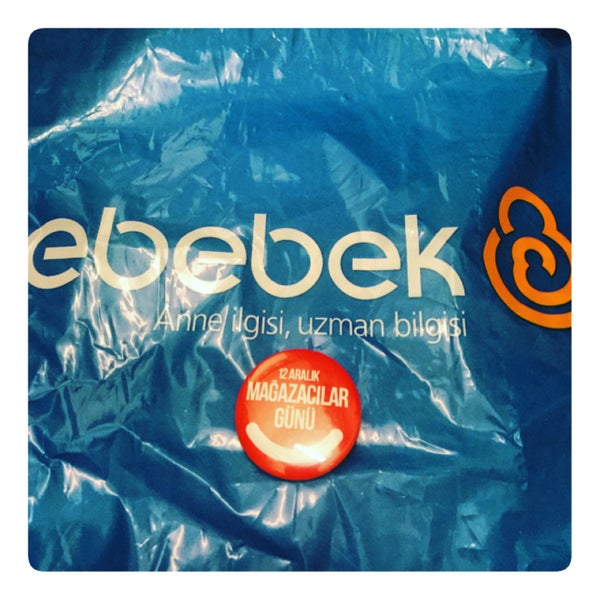 ebebek
Anne ilgisi, uzman bilgisi
12 ARALIK
MAĞAZACILAR
GÜNÜ